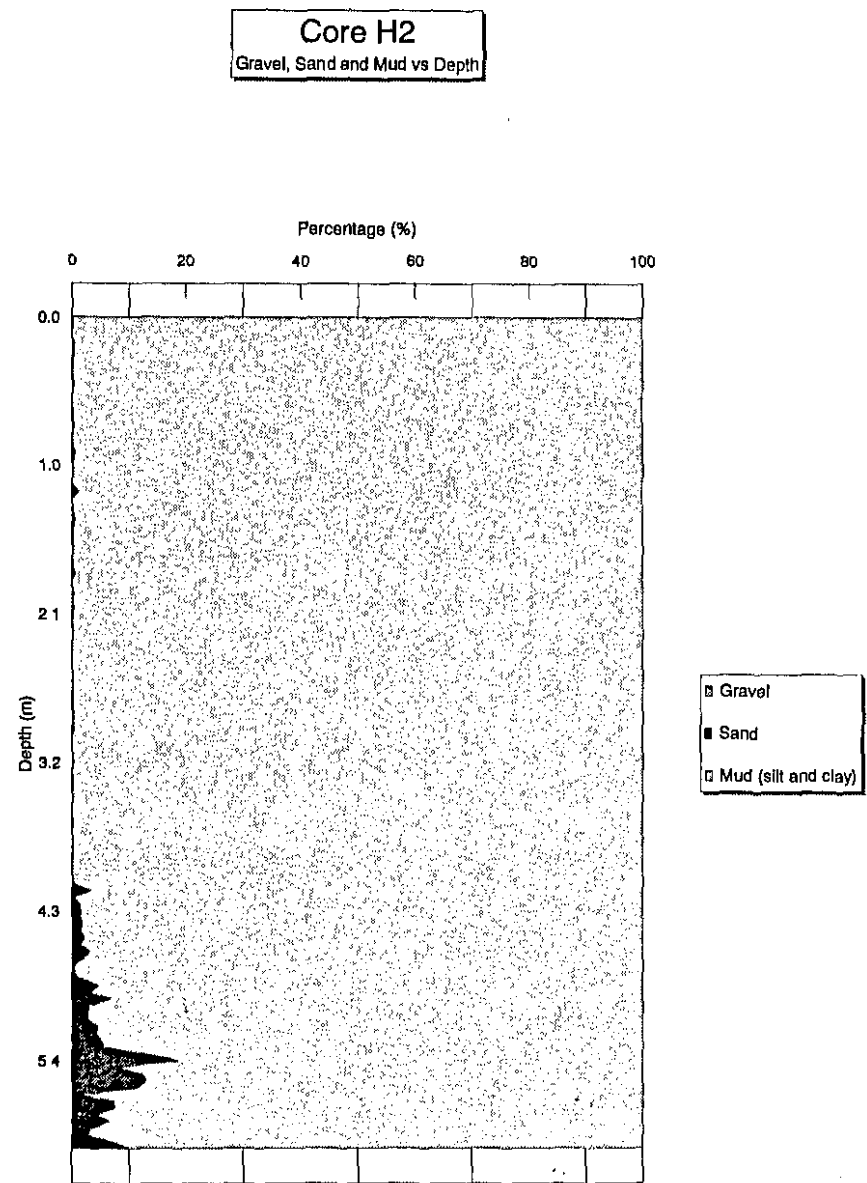 Core H2
Gravel, Sand and Mud vs Depth
Percentage (%)
0 20 40 60 80 100
0.0
1.0
2 1
3.2
4.3
5 4
Depth (m)
Gravel
Sand
Mud (silt and clay)